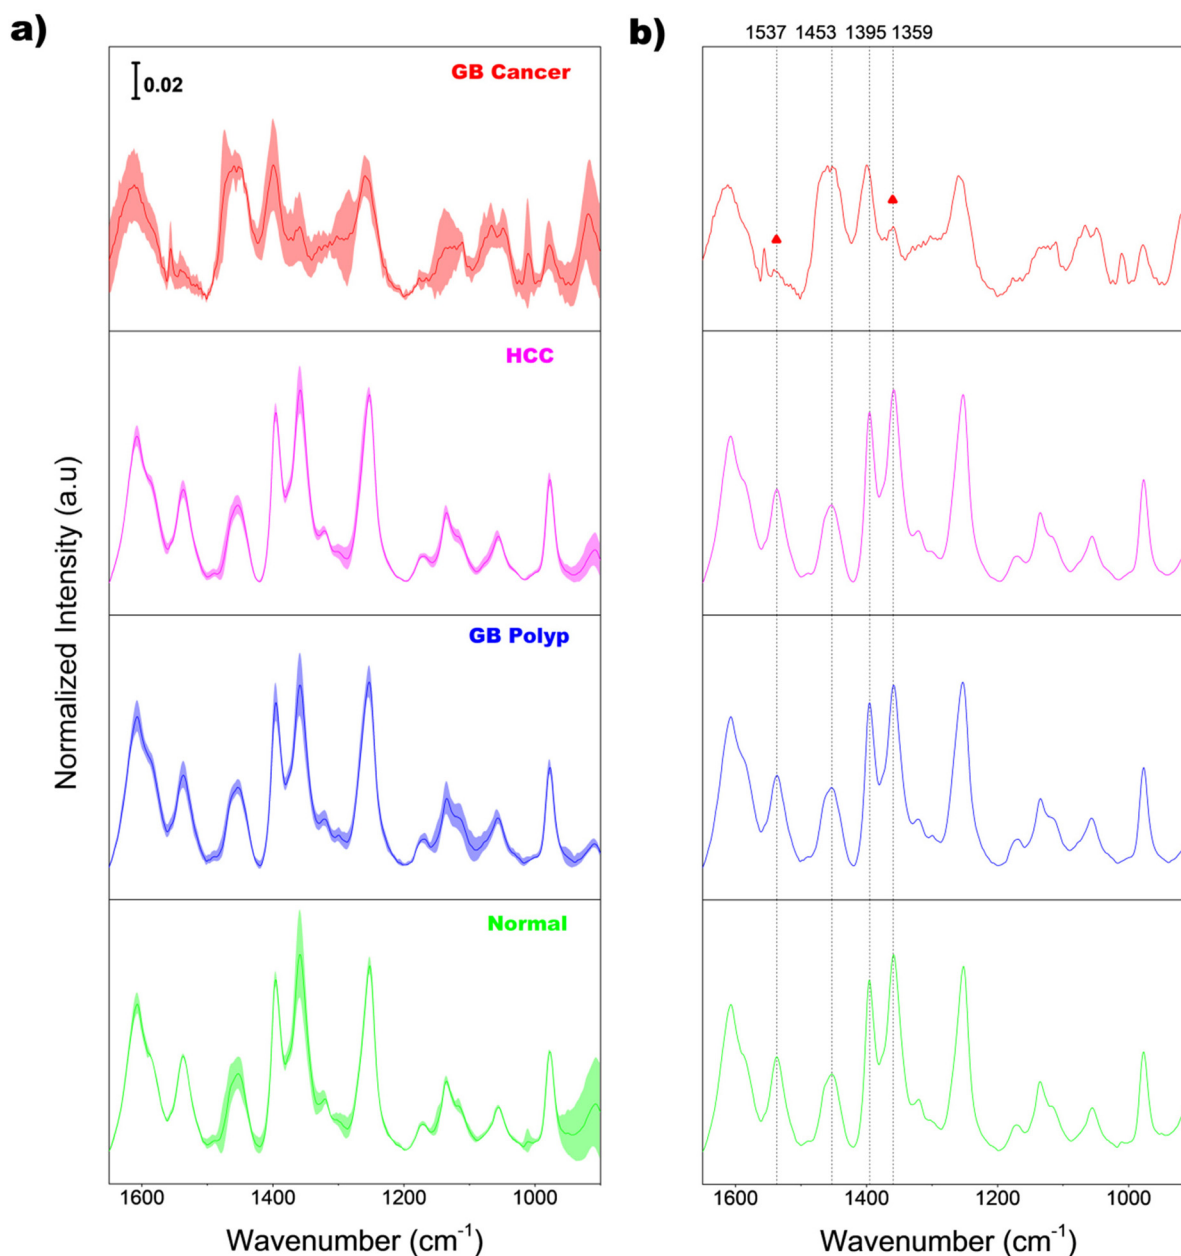 a)
b)
1537 1453 1395 1359
GB Cancer
0.02
HCC
GB Polyp
Normal
Normalized Intensity (a.u)
1600 1400 1200 1000
1600 1400 1200 1000
Wavenumber (cm⁻¹)
Wavenumber (cm⁻¹)